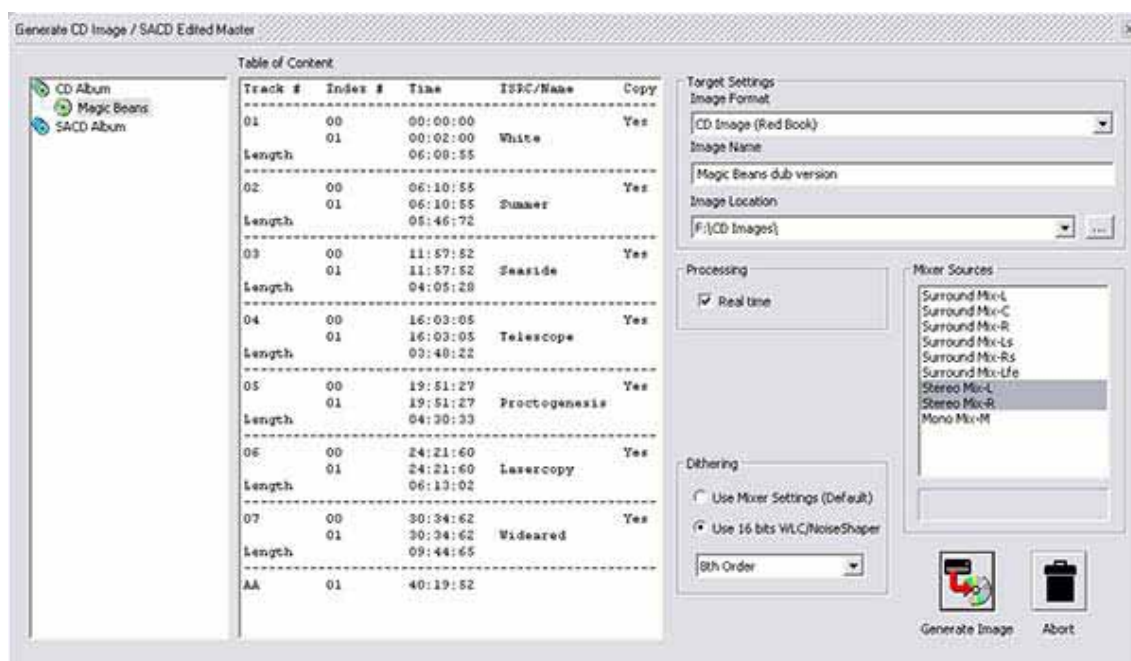 Generate CD Image / SACD Edited Master
CD Album
Magic Beans
SACD Album
Table of Content
Track # Index # Time ISRC/Name Copy
01 00 00:00:00 Yes
01 00:02:00 White
Length 06:08:55
02 00 06:10:55 Yes
01 06:10:55 Summer
Length 05:46:72
03 00 11:57:52 Yes
01 11:57:52 Seaside
Length 04:05:28
04 00 16:03:05 Yes
01 16:03:05 Telescope
Length 03:48:22
05 00 19:51:27 Yes
01 19:51:27 Proctogenesis
Length 04:30:33
06 00 24:21:60 Yes
01 24:21:60 Lasercopy
Length 06:13:02
07 00 30:34:62 Yes
01 30:34:62 Wideared
Length 09:44:65
AA 01 40:19:52
Target Settings
Image Format
CD Image (Red Book)
Image Name
Magic Beans dub version
Image Location
F:\CD Images\
...
Processing
Real time
Mixer Sources
Surround Mix-L
Surround Mix-C
Surround Mix-R
Surround Mix-Ls
Surround Mix-Rs
Surround Mix-Lfe
Stereo Mix-L
Stereo Mix-R
Mono Mix-M
Dithering
Use Mixer Settings (Default)
Use 16 bits WLC/NoiseShaper
8th Order
Generate Image
Abort